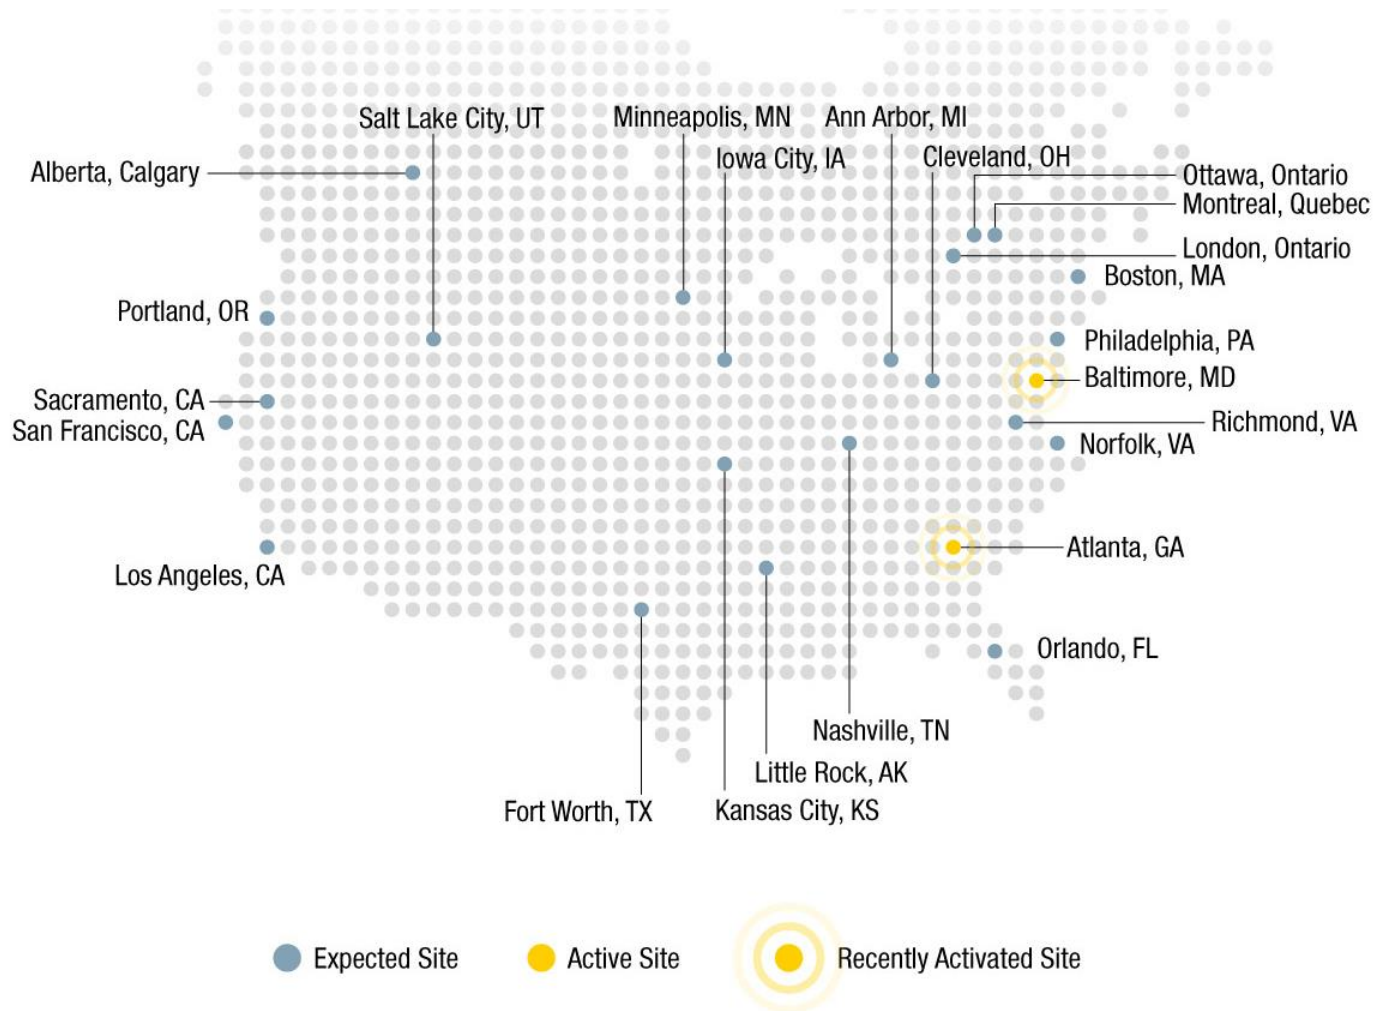 Salt Lake City, UT
Minneapolis, MN
Ann Arbor, MI
Iowa City, IA
Cleveland, OH
Alberta, Calgary
Ottawa, Ontario
Montreal, Quebec
London, Ontario
Boston, MA
Portland, OR
Philadelphia, PA
Baltimore, MD
Sacramento, CA
San Francisco, CA
Richmond, VA
Norfolk, VA
Atlanta, GA
Los Angeles, CA
Orlando, FL
Nashville, TN
Little Rock, AK
Fort Worth, TX
Kansas City, KS
Expected Site
Active Site
Recently Activated Site